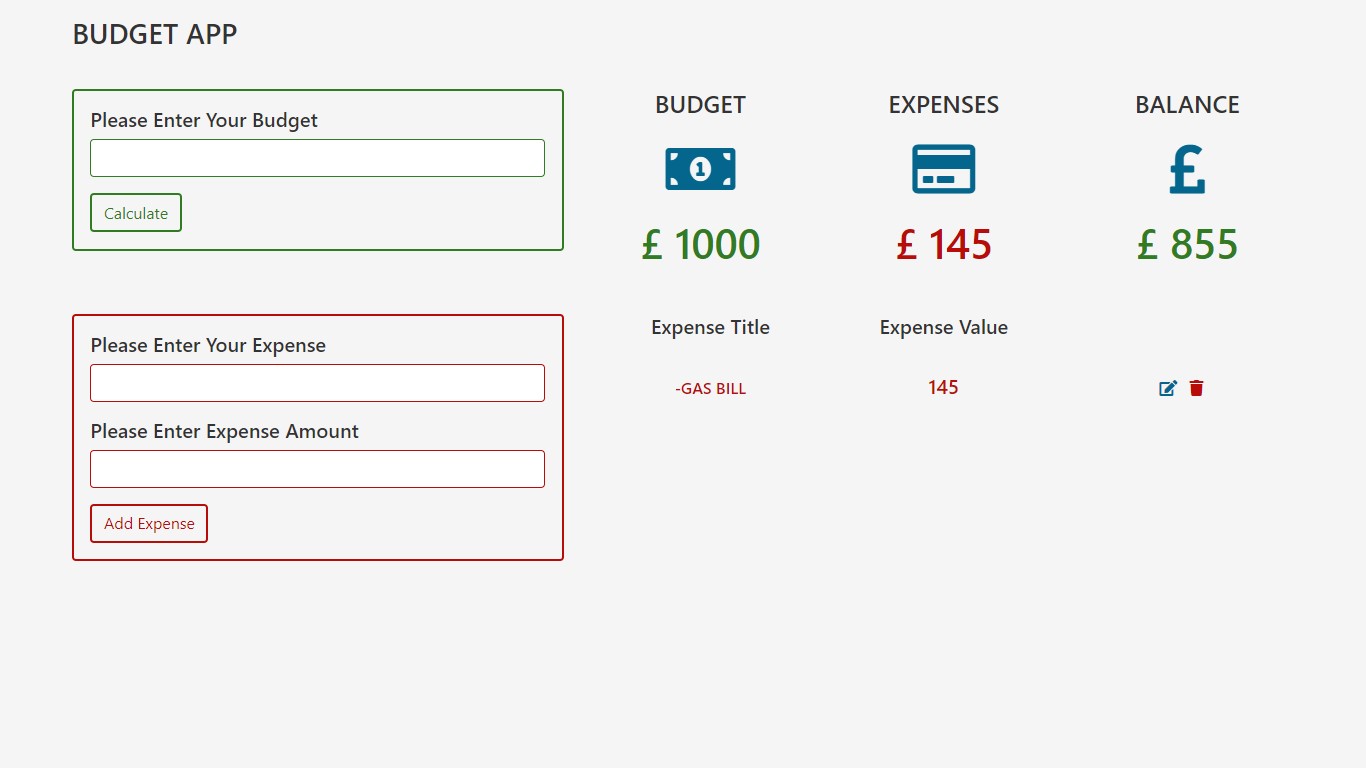 BUDGET APP
Please Enter Your Budget
Calculate
BUDGET EXPENSES BALANCE
1
£ 1000 £ 145 £ 855
Please Enter Your Expense
Please Enter Expense Amount
Add Expense
Expense Title Expense Value
-GAS BILL 145